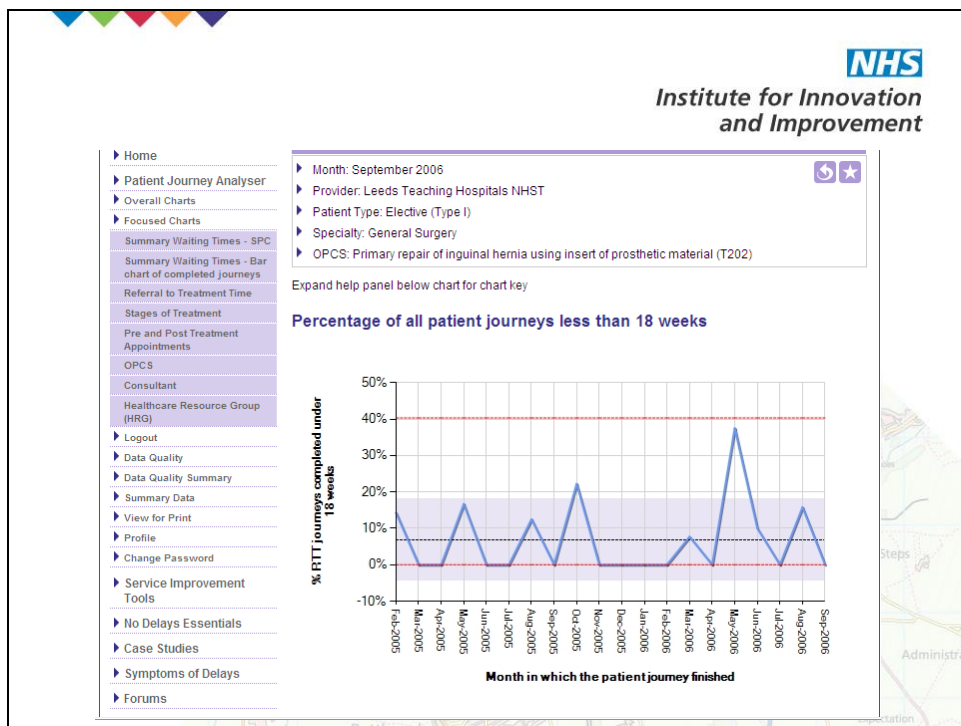 NHS
Institute for Innovation
and Improvement
Home
Patient Journey Analyser
Overall Charts
Focused Charts
Summary Waiting Times - SPC
Summary Waiting Times - Bar
chart of completed journeys
Referral to Treatment Time
Stages of Treatment
Pre and Post Treatment
Appointments
OPCS
Consultant
Healthcare Resource Group
(HRG)
Logout
Data Quality
Data Quality Summary
Summary Data
View for Print
Profile
Change Password
Service Improvement
Tools
No Delays Essentials
Case Studies
Symptoms of Delays
Forums
Month: September 2006
Provider: Leeds Teaching Hospitals NHST
Patient Type: Elective (Type I)
Specialty: General Surgery
OPCS: Primary repair of inguinal hernia using insert of prosthetic material (T202)
Expand help panel below chart for chart key
Percentage of all patient journeys less than 18 weeks
% RTT journeys completed under
18 weeks
50%
40%
30%
20%
10%
0%
-10%
Feb-2005
Mar-2005
Apr-2005
May-2005
Jun-2005
Jul-2005
Aug-2005
Sep-2005
Oct-2005
Nov-2005
Dec-2005
Jan-2006
Feb-2006
Mar-2006
Apr-2006
May-2006
Jun-2006
Jul-2006
Aug-2006
Sep-2006
Month in which the patient journey finished
Steps
Administra
expectation